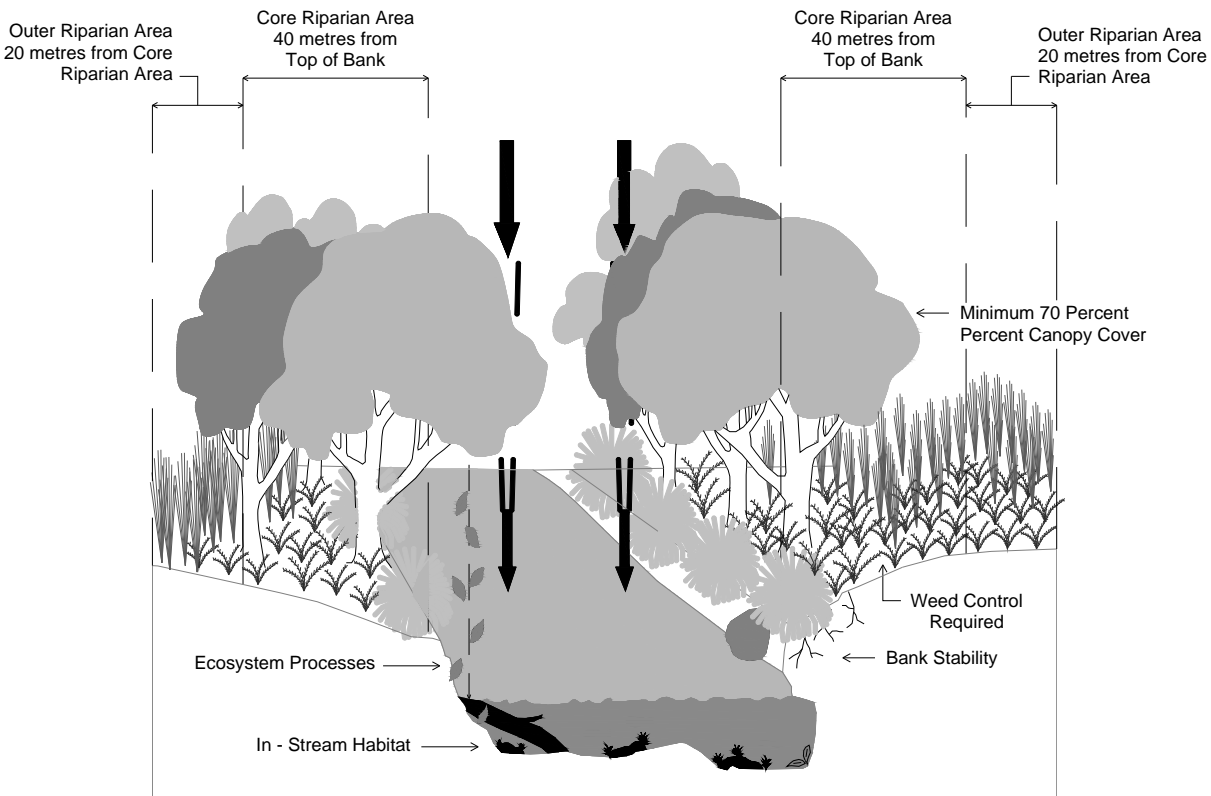 Outer Riparian Area
20 metres from Core
Riparian Area
Core Riparian Area
40 metres from
Top of Bank
Core Riparian Area
40 metres from
Top of Bank
Outer Riparian Area
20 metres from Core
Riparian Area
Minimum 70 Percent
Percent Canopy Cover
Weed Control
Required
Bank Stability
Ecosystem Processes
In - Stream Habitat